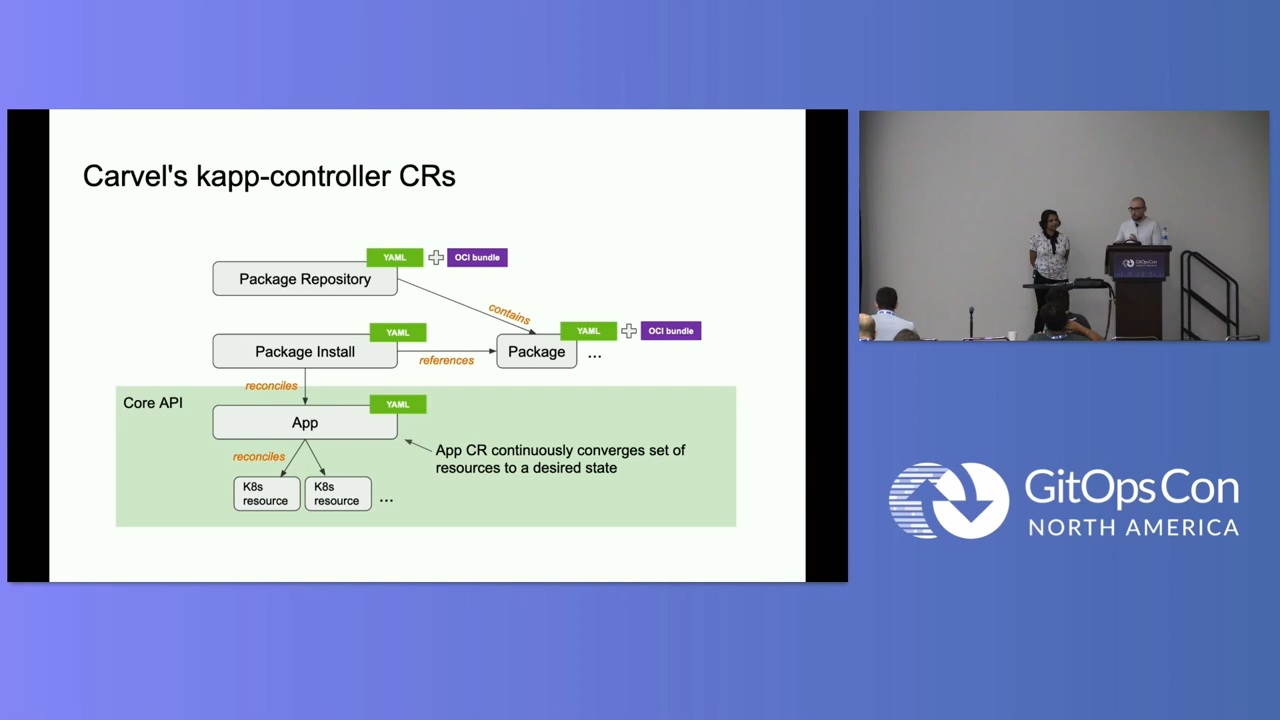 Carvel's kapp-controller CRs
YAML
OCI bundle
Package Repository
contains
YAML
YAML
OCI bundle
Package Install
references
Package
...
reconciles
Core API
YAML
App
App CR continuously converges set of
resources to a desired state
reconciles
K8s
resource
K8s
resource
...
GitOpsCon
GitOpsCon
NORTH AMERICA